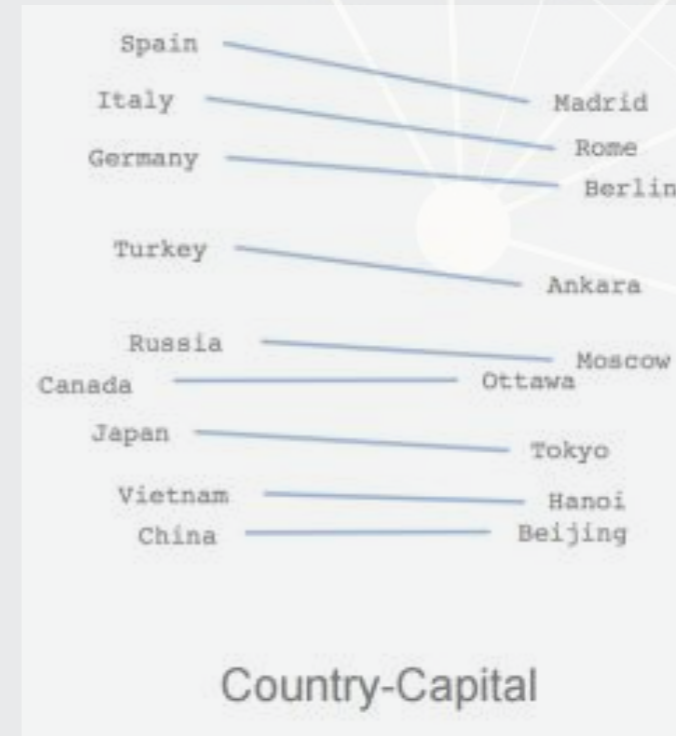 Spain Madrid
Italy Rome
Germany Berlin
Turkey Ankara
Russia Moscow
Canada Ottawa
Japan Tokyo
Vietnam Hanoi
China Beijing
Country-Capital